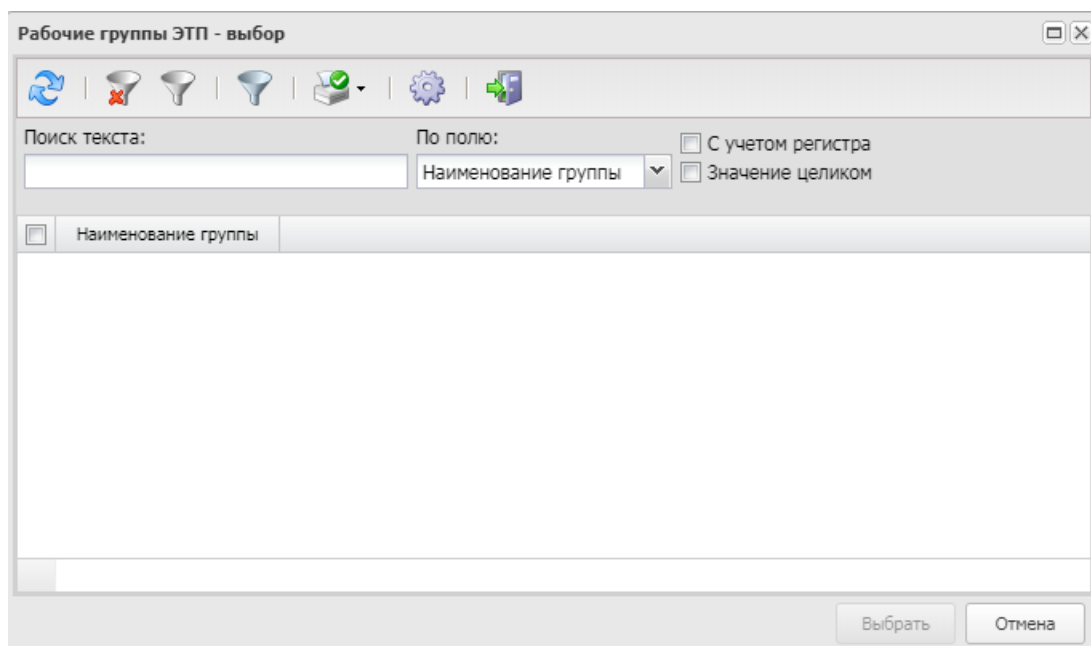 Рабочие группы ЭТП - выбор
Поиск текста:
По полю:
С учетом регистра
Наименование группы
Значение целиком
Наименование группы
Выбрать
Отмена